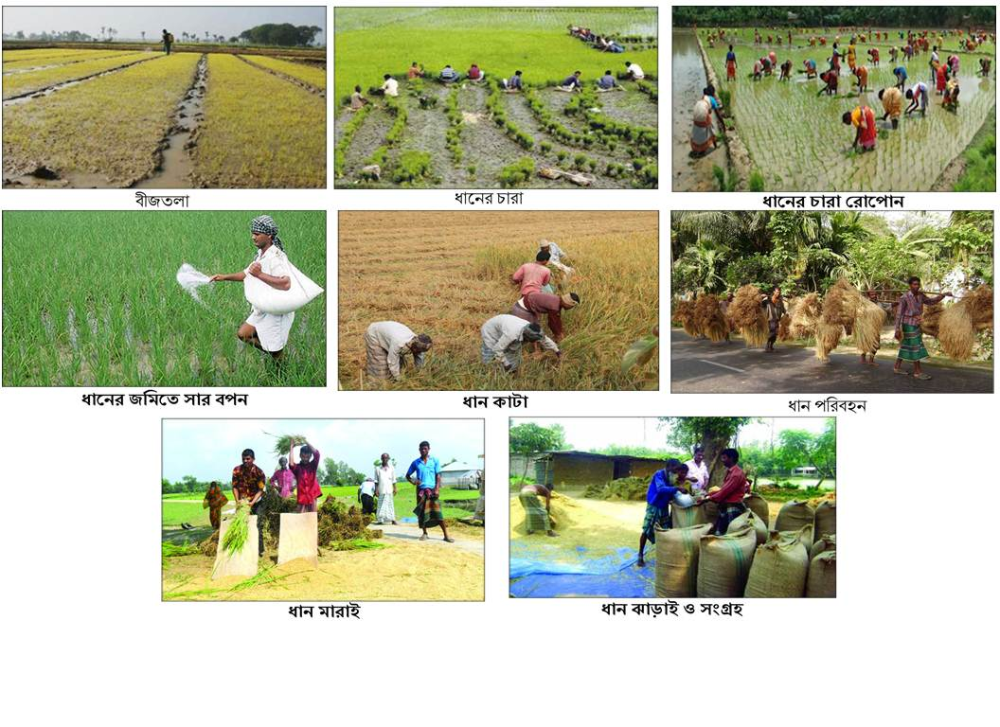 বীজতলা
ধানের চারা
ধানের চারা রোপোন
ধানের জমিতে সার বপন
ধান কাটা
ধান পরিবহন
ধান মারাই
ধান ঝাড়াই ও সংগ্রহ